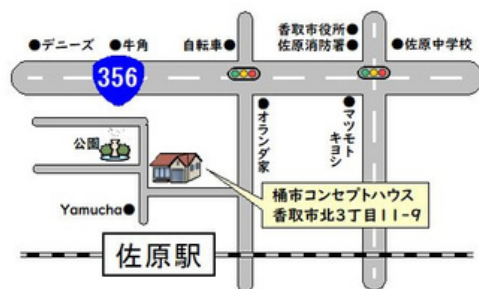 ●デニーズ
●牛角
自転車●
香取市役所●
佐原消防署●
●佐原中学校
356
公園
●オランダ家
●マツモトキヨシ
桶市コンセプトハウス
香取市北3丁目11-9
Yamucha●
佐原駅